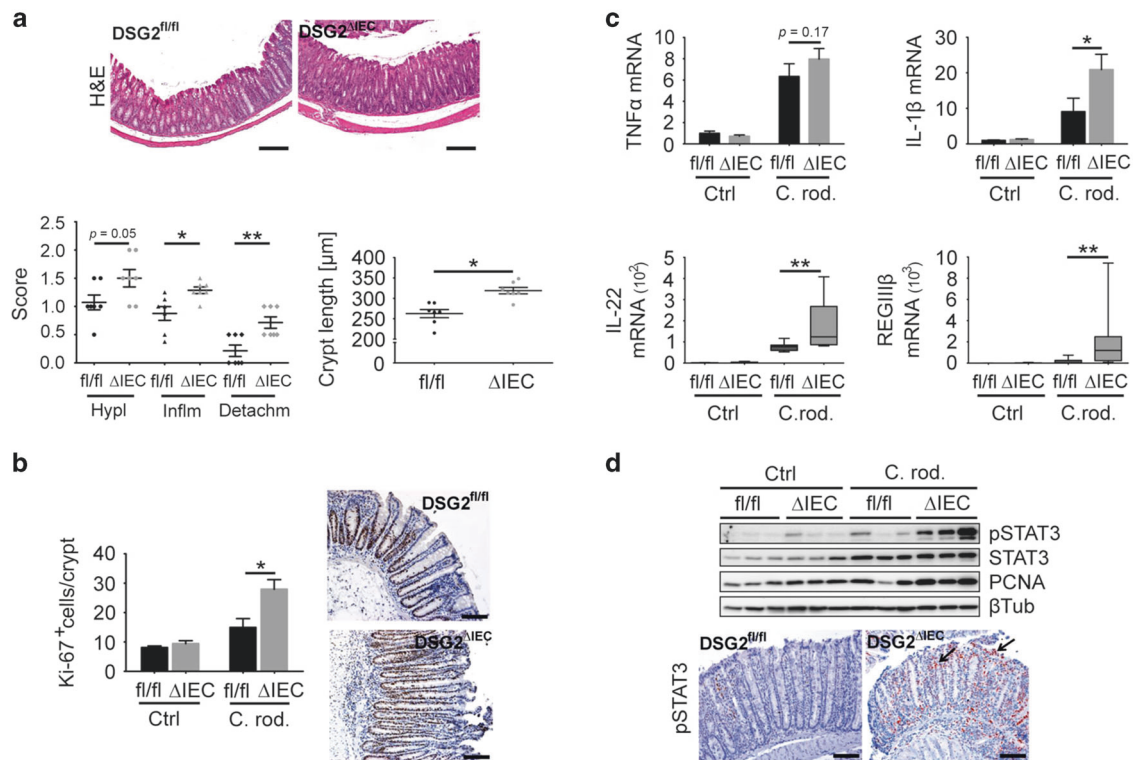 a
DSG2fl/fl
DSG2ΔIEC
H&E
Score
2.5
2.0
1.5
1.0
0.5
0.0
p = 0.05
*
**
fl/fl ΔIEC fl/fl ΔIEC fl/fl ΔIEC
Hypl Inflm Detachm
Crypt length [µm]
400
350
300
250
200
0
*
fl/fl ΔIEC
b
Ki-67+cells/crypt
40
30
20
10
0
*
fl/fl ΔIEC fl/fl ΔIEC
Ctrl C. rod.
DSG2fl/fl
DSG2ΔIEC
c
TNFα mRNA
10
8
6
4
2
0
p = 0.17
fl/fl ΔIEC fl/fl ΔIEC
Ctrl C. rod.
IL-1β mRNA
30
20
10
0
*
fl/fl ΔIEC fl/fl ΔIEC
Ctrl C. rod.
IL-22
mRNA (10²)
5
4
3
2
1
0
**
fl/fl ΔIEC fl/fl ΔIEC
Ctrl C.rod.
REGIIIβ
mRNA (10³)
10
8
6
4
2
0
**
fl/fl ΔIEC fl/fl ΔIEC
Ctrl C.rod.
d
Ctrl C. rod.
fl/fl ΔIEC fl/fl ΔIEC
pSTAT3
STAT3
PCNA
βTub
DSG2fl/fl
DSG2ΔIEC
pSTAT3